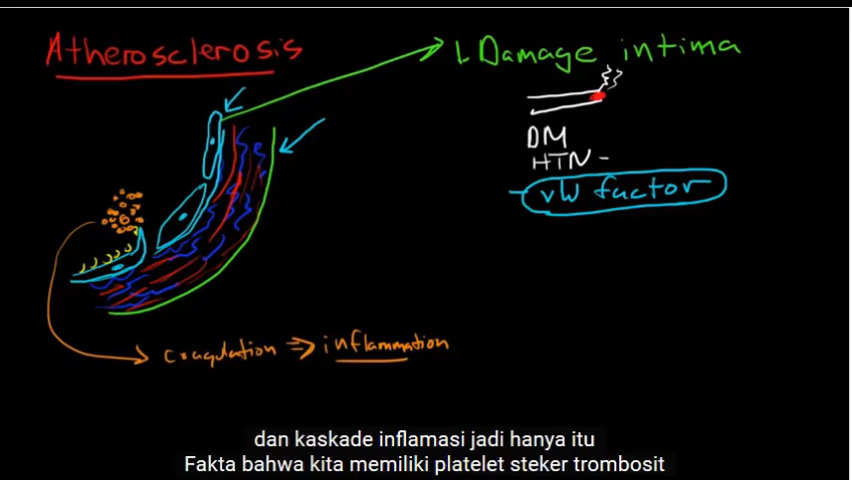 Atherosclerosis
1. Damage intima
DM
HTN -
vW factor
coagulation => inflammation
dan kaskade inflamasi jadi hanya itu
Fakta bahwa kita memiliki platelet steker trombosit